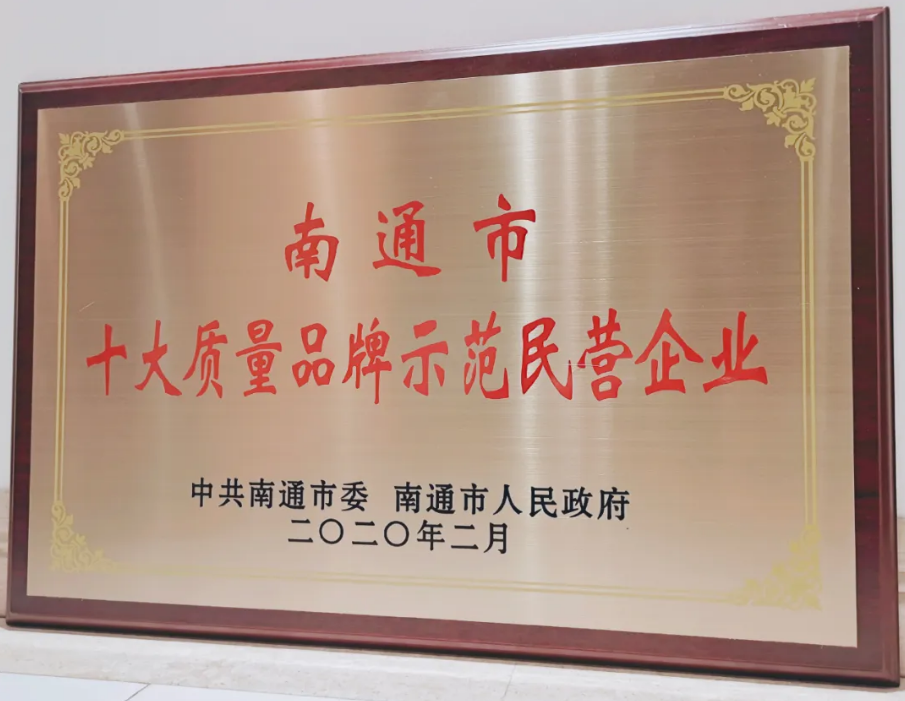 南通市
十大质量品牌示范民营企业
中共南通市委 南通市人民政府
二〇二〇年二月